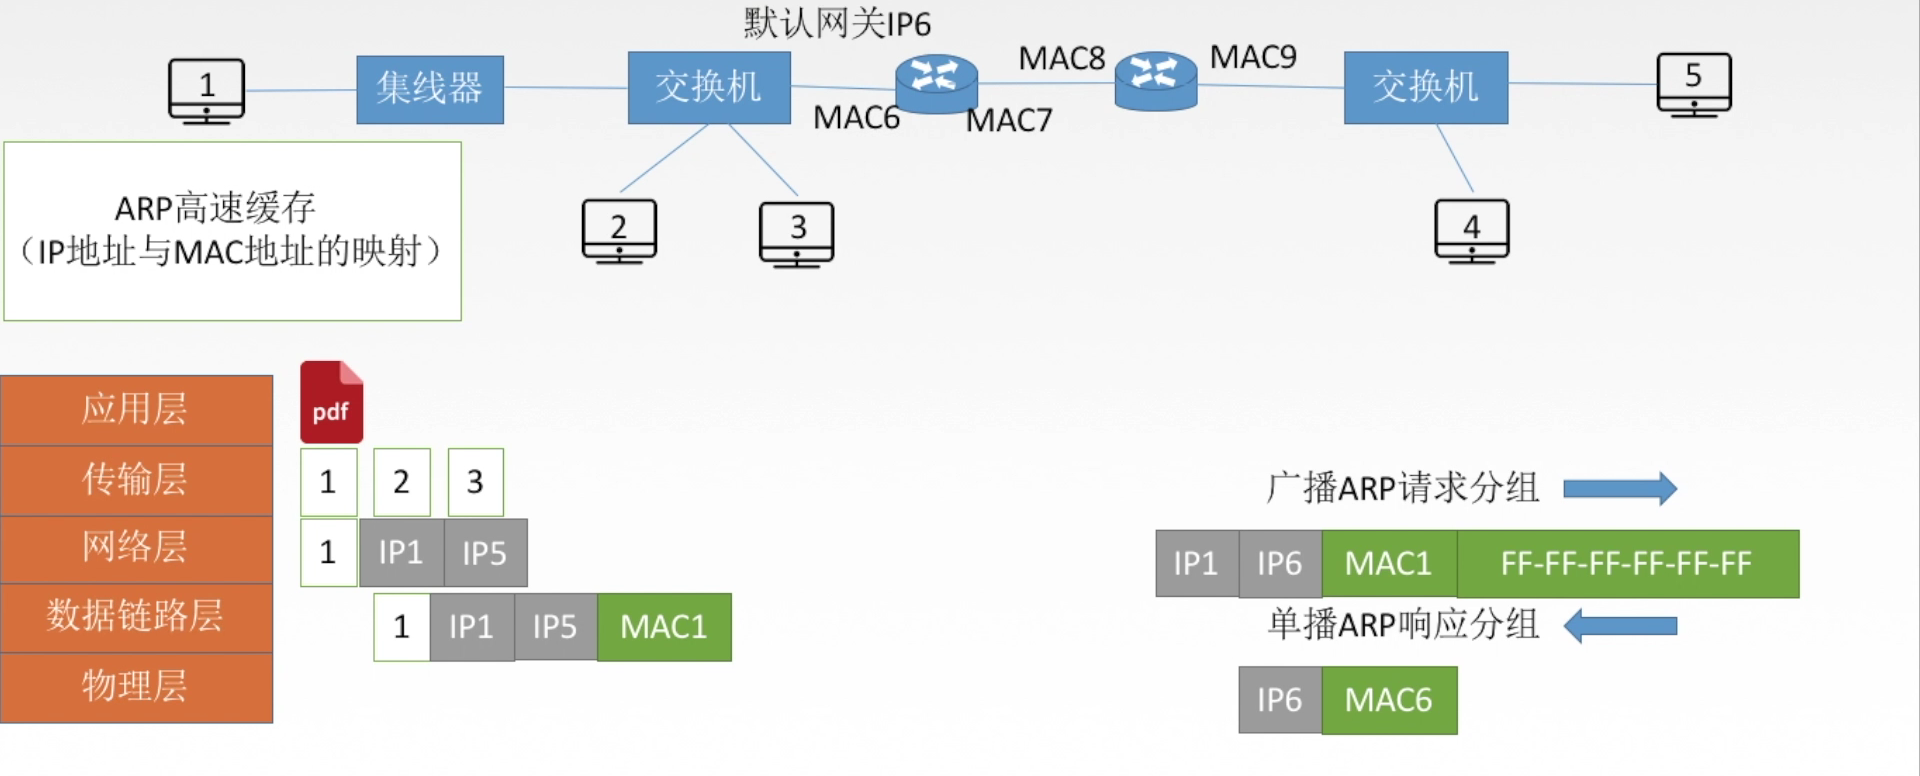 默认网关IP6
1
集线器
交换机
MAC6
MAC7
MAC8
MAC9
交换机
5
2
3
4
ARP高速缓存
（IP地址与MAC地址的映射）
应用层
pdf
传输层
1 2 3
网络层
1 IP1 IP5
数据链路层
1 IP1 IP5 MAC1
物理层
广播ARP请求分组
IP1 IP6 MAC1 FF-FF-FF-FF-FF-FF
单播ARP响应分组
IP6 MAC6